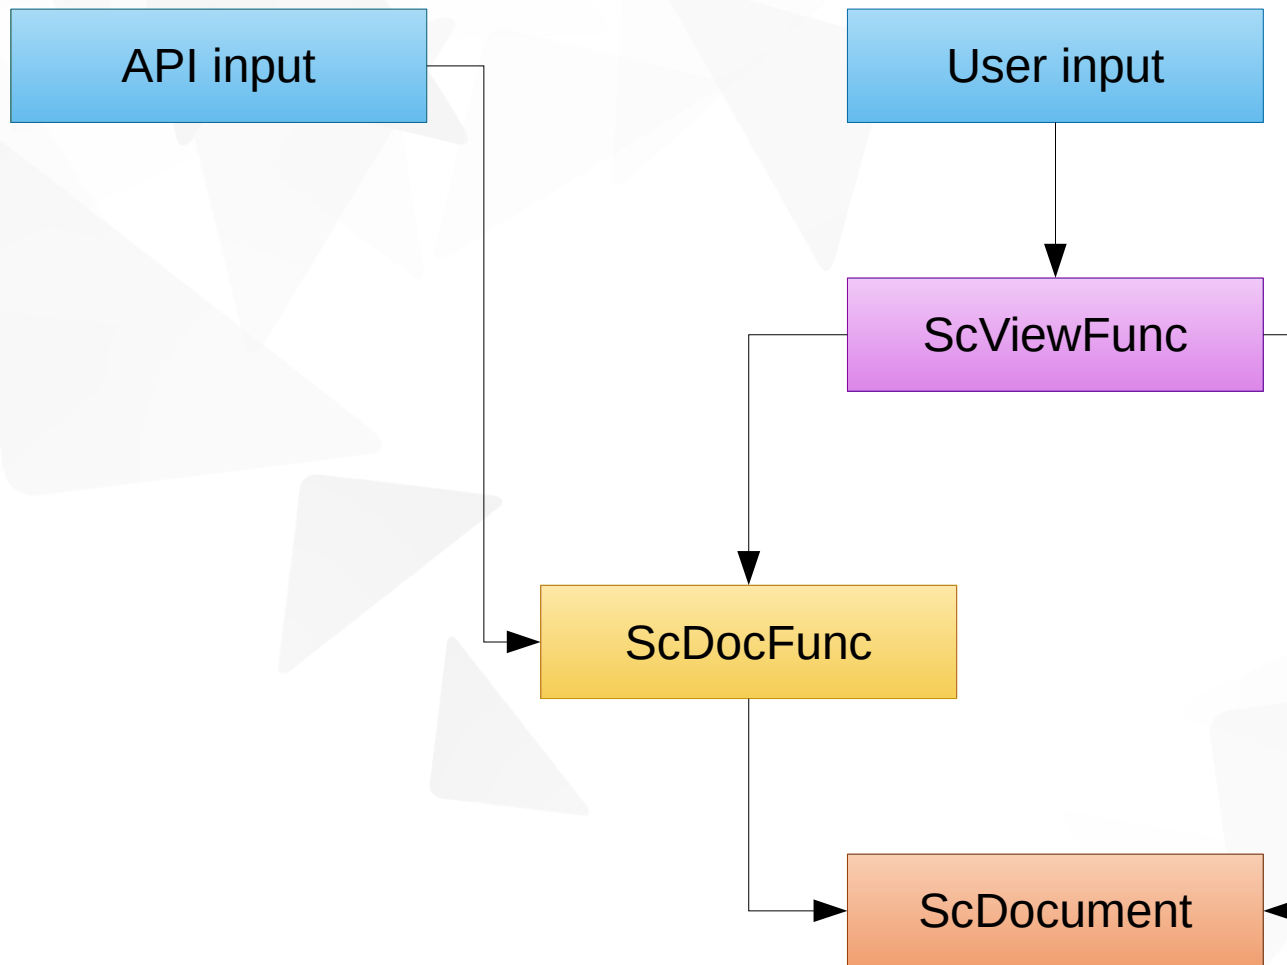 API input
User input
ScViewFunc
ScDocFunc
ScDocument